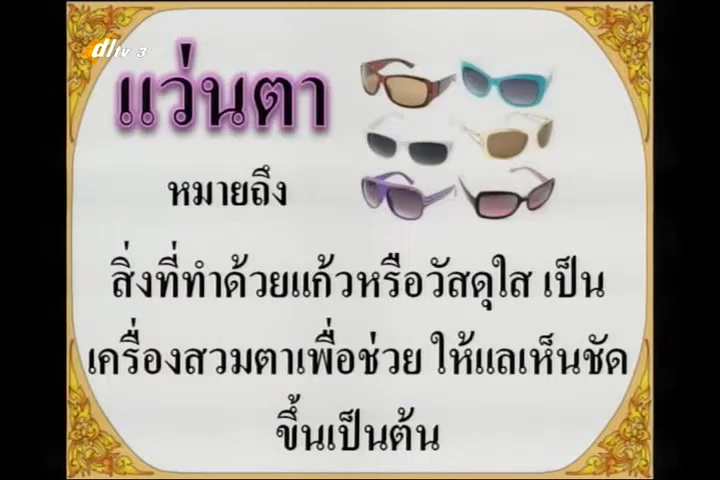 dltv 3
แว่นตา
หมายถึง
สิ่งที่ทำด้วยแก้วหรือวัสดุใส เป็น
เครื่องสวมตาเพื่อช่วย ให้แลเห็นชัด
ขึ้นเป็นต้น